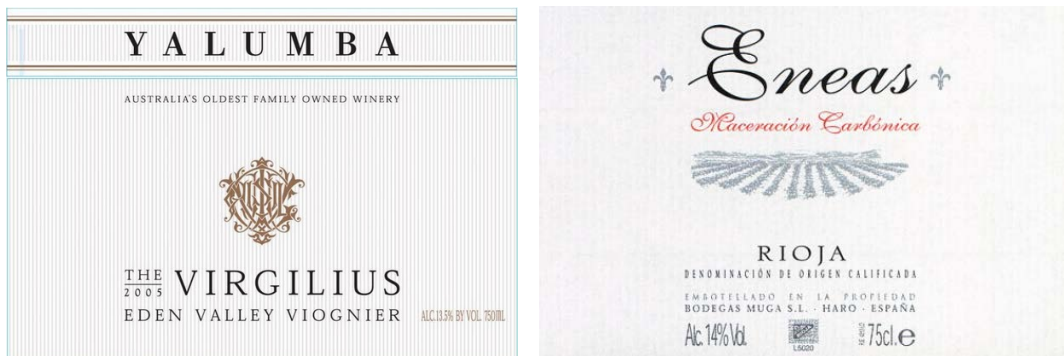 YALUMBA
AUSTRALIA'S OLDEST FAMILY OWNED WINERY
THE
2005
VIRGILIUS
EDEN VALLEY VIOGNIER
ALC.13.5% BY VOL. 750ML
Eneas
Maceración Carbónica
RIOJA
DENOMINACIÓN DE ORIGEN CALIFICADA
EMBOTELLADO EN LA PROPIEDAD
BODEGAS MUGA S.L. · HARO · ESPAÑA
Alc. 14% Vol.
L5020
75cl. e